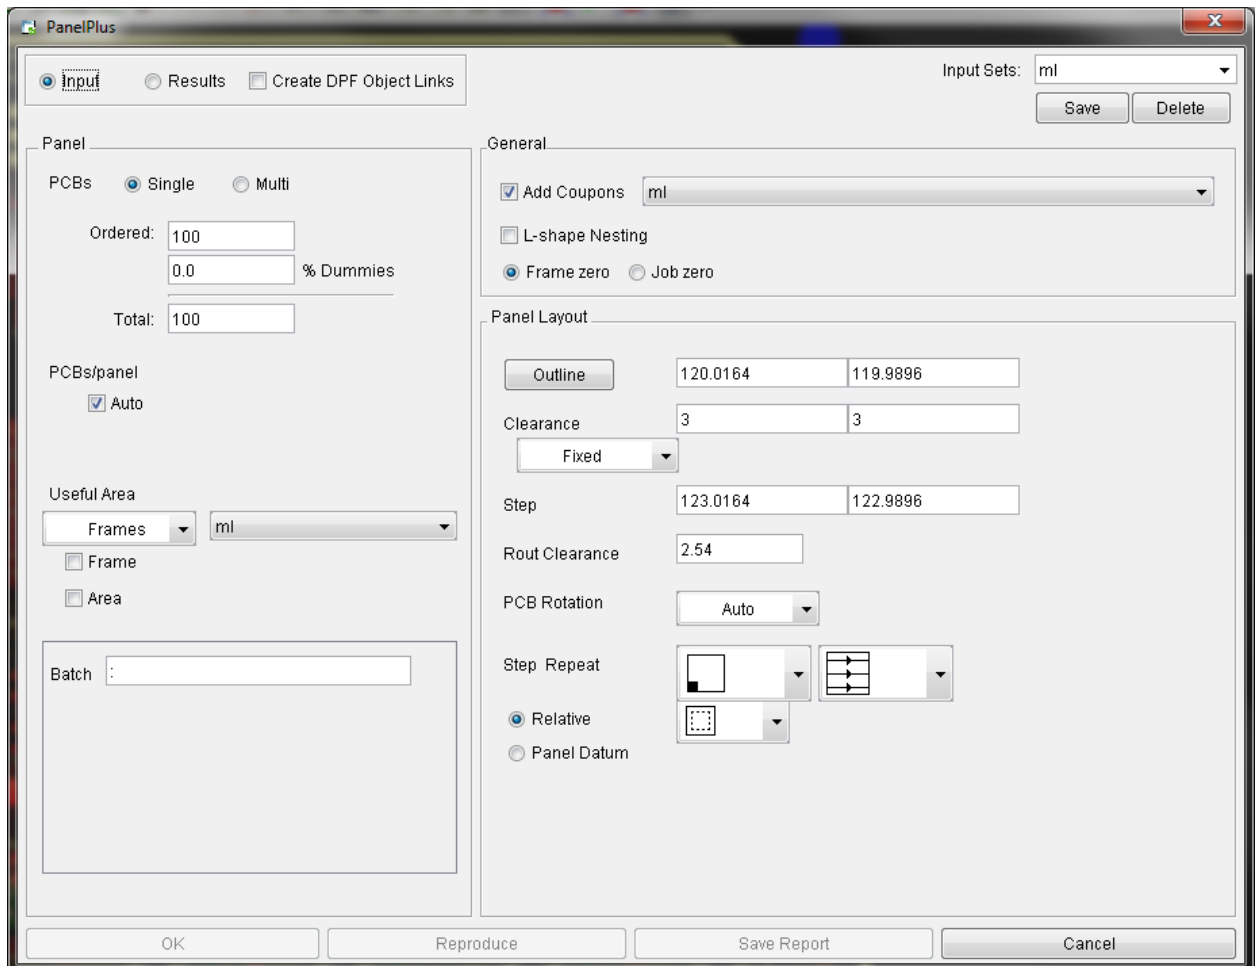 PanelPlus
Input Results Create DPF Object Links Input Sets: ml
Save Delete
Panel
PCBs Single Multi
Ordered: 100
0.0 % Dummies
Total: 100
PCBs/panel
Auto
Useful Area
Frames ml
Frame
Area
Batch :
General
Add Coupons ml
L-shape Nesting
Frame zero Job zero
Panel Layout
Outline 120.0164 119.9896
Clearance 3 3
Fixed
Step 123.0164 122.9896
Rout Clearance 2.54
PCB Rotation Auto
Step Repeat
Relative
Panel Datum
OK Reproduce Save Report Cancel